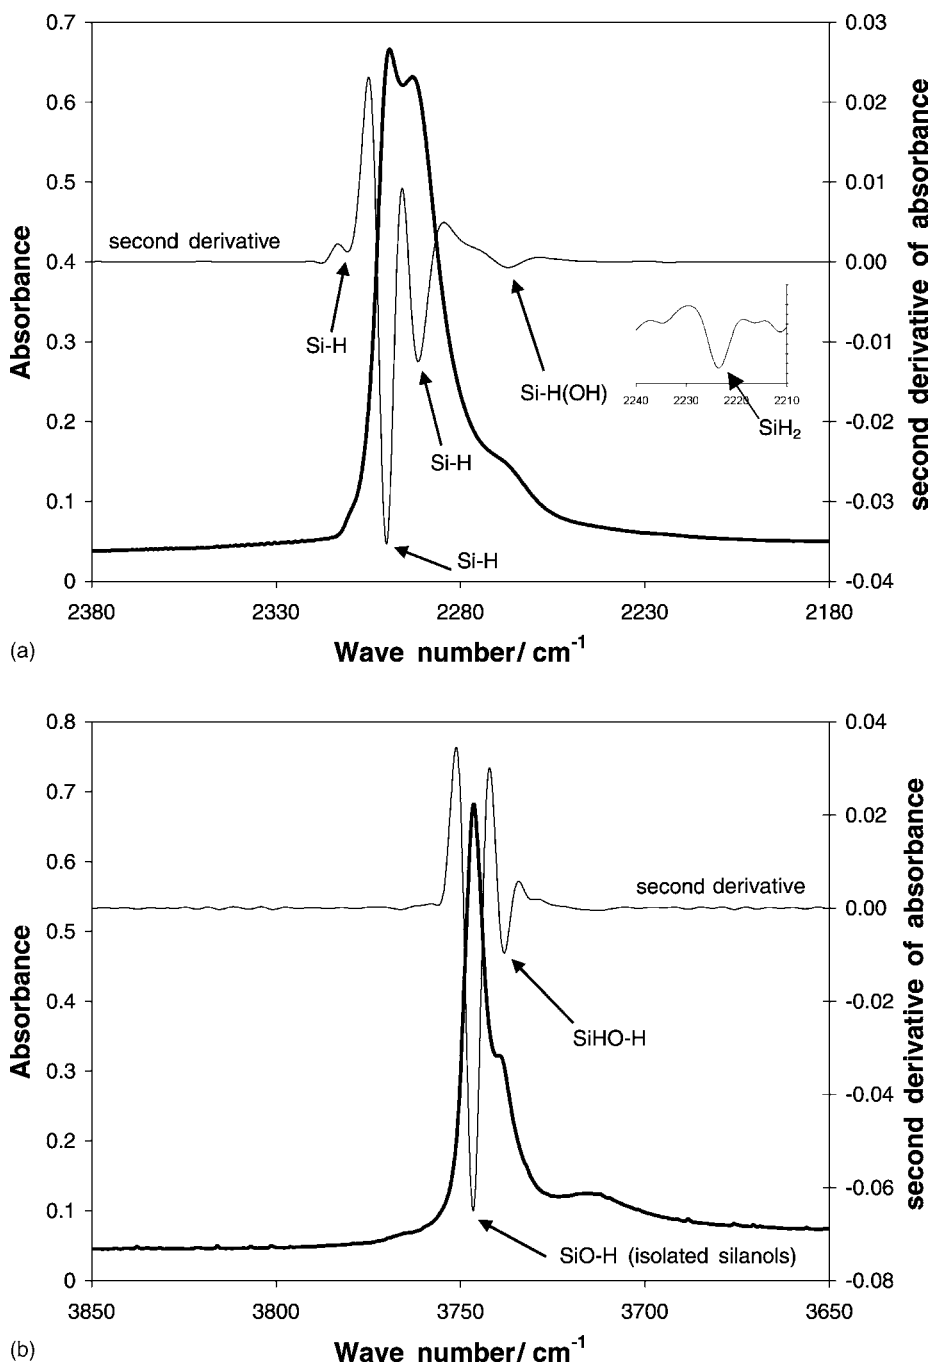 0.7
0.6
0.5
0.4
0.3
0.2
0.1
0
Absorbance
0.03
0.02
0.01
0.00
-0.01
-0.02
-0.03
-0.04
second derivative of absorbance
second derivative
Si-H
Si-H(OH)
Si-H
Si-H
2240 2230 2220 2210
SiH₂
2380 2330 2280 2230 2180
Wave number/ cm⁻¹
(a)
0.8
0.7
0.6
0.5
0.4
0.3
0.2
0.1
0
Absorbance
0.04
0.02
0.00
-0.02
-0.04
-0.06
-0.08
second derivative of absorbance
second derivative
SiHO-H
SiO-H (isolated silanols)
3850 3800 3750 3700 3650
Wave number/ cm⁻¹
(b)